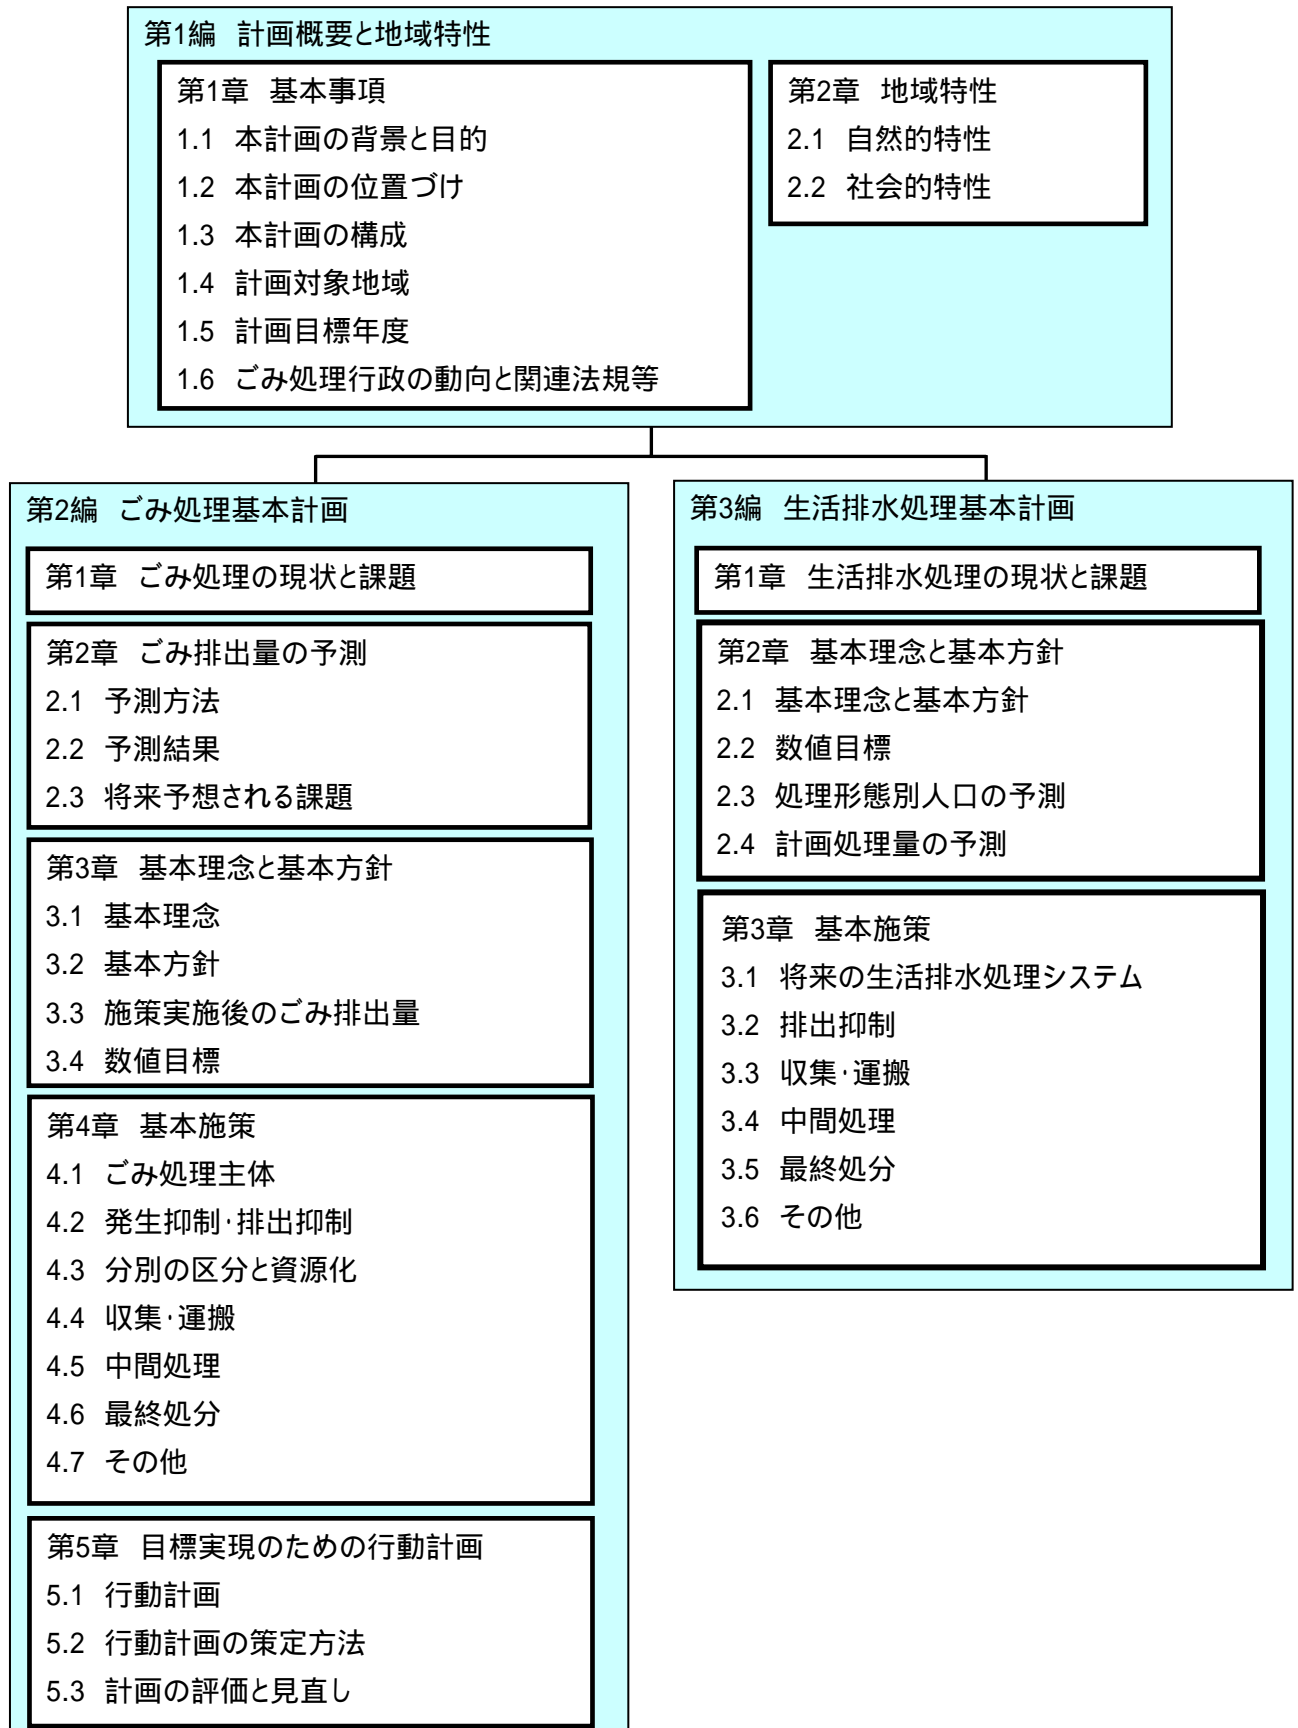 第1編 計画概要と地域特性
第1章 基本事項
1.1 本計画の背景と目的
1.2 本計画の位置づけ
1.3 本計画の構成
1.4 計画対象地域
1.5 計画目標年度
1.6 ごみ処理行政の動向と関連法規等
第2章 地域特性
2.1 自然的特性
2.2 社会的特性
第2編 ごみ処理基本計画
第1章 ごみ処理の現状と課題
第2章 ごみ排出量の予測
2.1 予測方法
2.2 予測結果
2.3 将来予想される課題
第3章 基本理念と基本方針
3.1 基本理念
3.2 基本方針
3.3 施策実施後のごみ排出量
3.4 数値目標
第4章 基本施策
4.1 ごみ処理主体
4.2 発生抑制・排出抑制
4.3 分別の区分と資源化
4.4 収集・運搬
4.5 中間処理
4.6 最終処分
4.7 その他
第5章 目標実現のための行動計画
5.1 行動計画
5.2 行動計画の策定方法
5.3 計画の評価と見直し
第3編 生活排水処理基本計画
第1章 生活排水処理の現状と課題
第2章 基本理念と基本方針
2.1 基本理念と基本方針
2.2 数値目標
2.3 処理形態別人口の予測
2.4 計画処理量の予測
第3章 基本施策
3.1 将来の生活排水処理システム
3.2 排出抑制
3.3 収集・運搬
3.4 中間処理
3.5 最終処分
3.6 その他